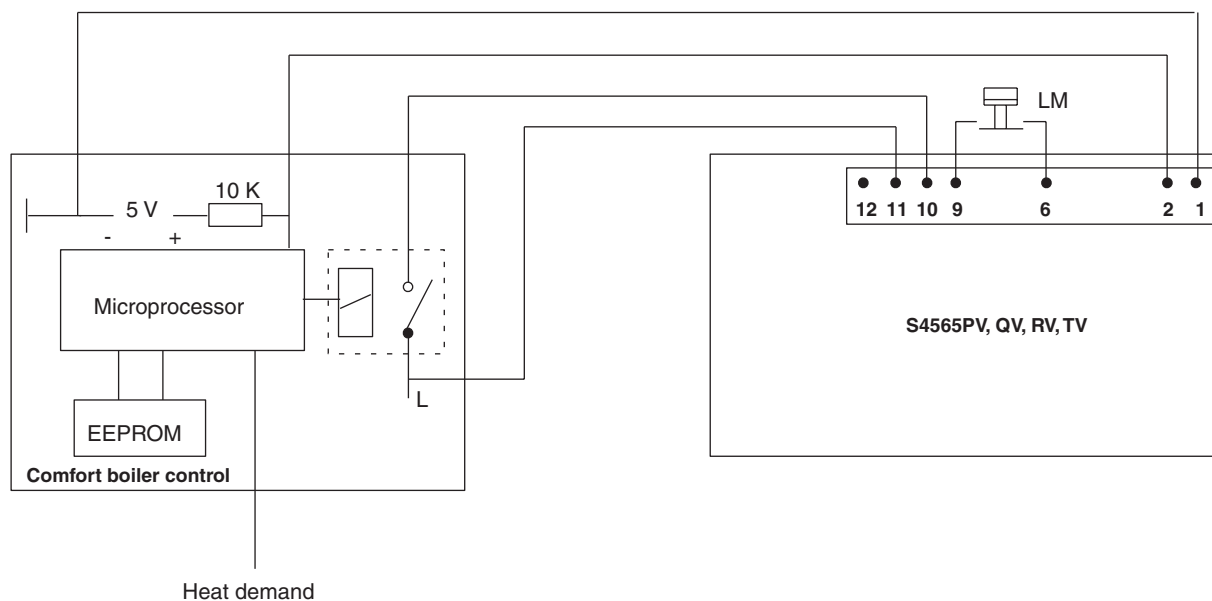 LM
10 K
5 V
- +
12 11 10 9 6 2 1
Microprocessor
S4565PV, QV, RV, TV
L
EEPROM
Comfort boiler control
Heat demand